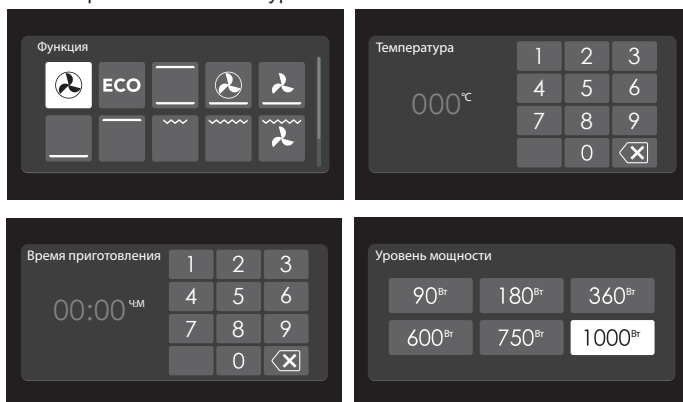 Функция
ECO
Температура
000°C
1 2 3
4 5 6
7 8 9
0
Время приготовления
00:00 ч:м
1 2 3
4 5 6
7 8 9
0
Уровень мощности
90Вт 180Вт 360Вт
600Вт 750Вт 1000Вт